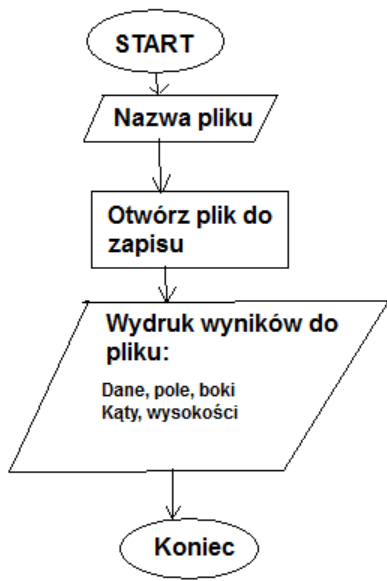 START
Nazwa pliku
Otwórz plik do
zapisu
Wydruk wyników do
pliku:
Dane, pole, boki
Kąty, wysokości
Koniec